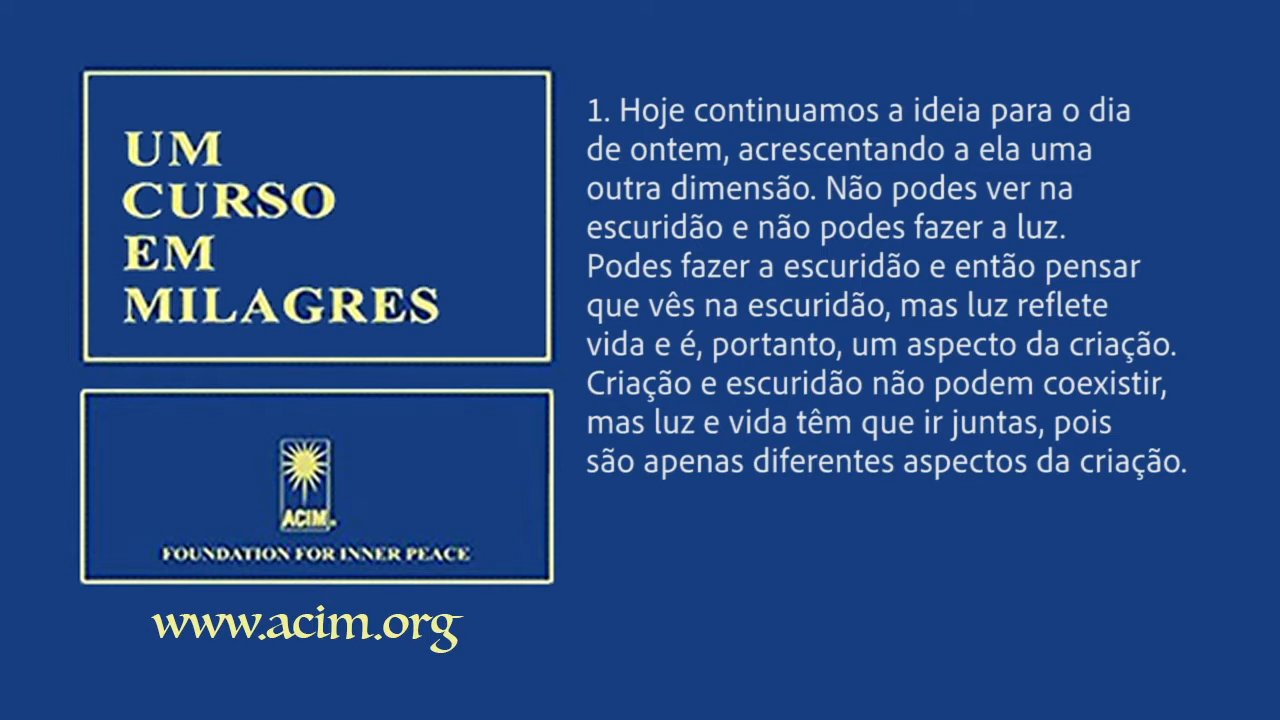 UM
CURSO
EM
MILAGRES
ACIM
FOUNDATION FOR INNER PEACE
www.acim.org
1. Hoje continuamos a ideia para o dia
de ontem, acrescentando a ela uma
outra dimensão. Não podes ver na
escuridão e não podes fazer a luz.
Podes fazer a escuridão e então pensar
que vês na escuridão, mas luz reflete
vida e é, portanto, um aspecto da criação.
Criação e escuridão não podem coexistir,
mas luz e vida têm que ir juntas, pois
são apenas diferentes aspectos da criação.